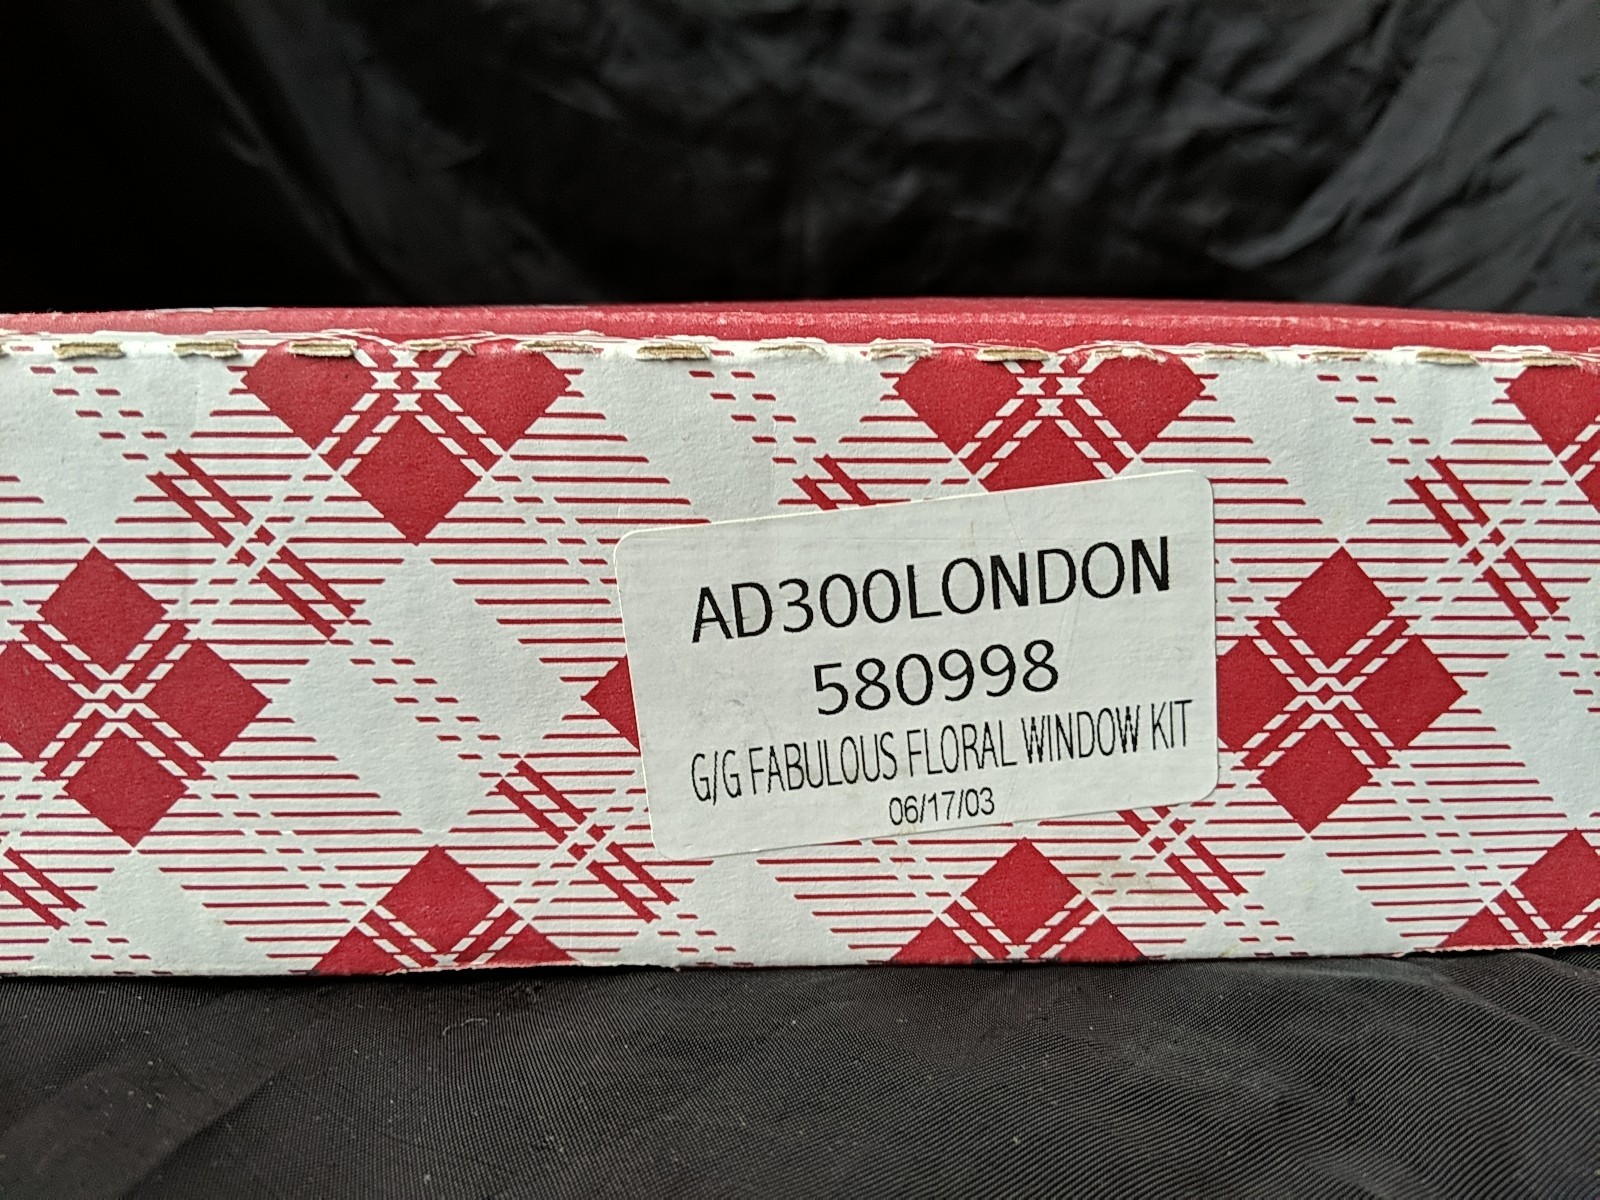 AD300LONDON
580998
G/G FABULOUS FLORAL WINDOW KIT
06/17/03